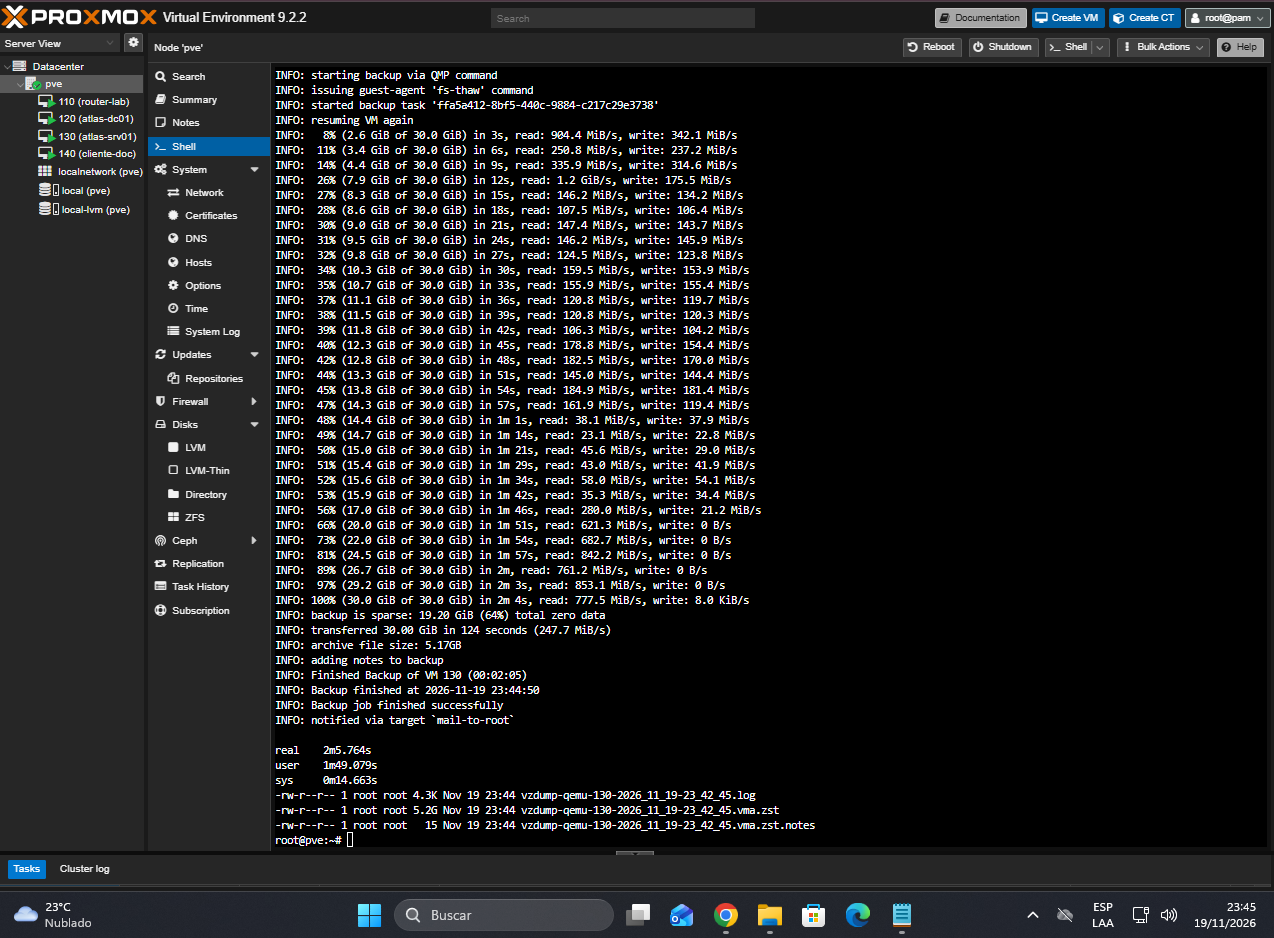 PROXMOX Virtual Environment 9.2.2
Search
Documentation
Create VM
Create CT
root@pam
Server View
Node 'pve'
Reboot
Shutdown
Shell
Bulk Actions
Help
Datacenter
pve
110 (router-lab)
120 (atlas-dc01)
130 (atlas-srv01)
140 (cliente-doc)
localnetwork (pve)
local (pve)
local-lvm (pve)
Search
Summary
Notes
Shell
System
Network
Certificates
DNS
Hosts
Options
Time
System Log
Updates
Repositories
Firewall
Disks
LVM
LVM-Thin
Directory
ZFS
Ceph
Replication
Task History
Subscription
INFO: starting backup via QMP command
INFO: issuing guest-agent 'fs-thaw' command
INFO: started backup task 'ffa5a412-8bf5-440c-9884-c217c29e3738'
INFO: resuming VM again
INFO:   8% (2.6 GiB of 30.0 GiB) in 3s, read: 904.4 MiB/s, write: 342.1 MiB/s
INFO:  11% (3.4 GiB of 30.0 GiB) in 6s, read: 250.8 MiB/s, write: 237.2 MiB/s
INFO:  14% (4.4 GiB of 30.0 GiB) in 9s, read: 335.9 MiB/s, write: 314.6 MiB/s
INFO:  26% (7.9 GiB of 30.0 GiB) in 12s, read: 1.2 GiB/s, write: 175.5 MiB/s
INFO:  27% (8.3 GiB of 30.0 GiB) in 15s, read: 146.2 MiB/s, write: 134.2 MiB/s
INFO:  28% (8.6 GiB of 30.0 GiB) in 18s, read: 107.5 MiB/s, write: 106.4 MiB/s
INFO:  30% (9.0 GiB of 30.0 GiB) in 21s, read: 147.4 MiB/s, write: 143.7 MiB/s
INFO:  31% (9.5 GiB of 30.0 GiB) in 24s, read: 146.2 MiB/s, write: 145.9 MiB/s
INFO:  32% (9.8 GiB of 30.0 GiB) in 27s, read: 124.5 MiB/s, write: 123.8 MiB/s
INFO:  34% (10.3 GiB of 30.0 GiB) in 30s, read: 159.5 MiB/s, write: 153.9 MiB/s
INFO:  35% (10.7 GiB of 30.0 GiB) in 33s, read: 155.9 MiB/s, write: 155.4 MiB/s
INFO:  37% (11.1 GiB of 30.0 GiB) in 36s, read: 120.8 MiB/s, write: 119.7 MiB/s
INFO:  38% (11.5 GiB of 30.0 GiB) in 39s, read: 120.8 MiB/s, write: 120.3 MiB/s
INFO:  39% (11.8 GiB of 30.0 GiB) in 42s, read: 106.3 MiB/s, write: 104.2 MiB/s
INFO:  40% (12.3 GiB of 30.0 GiB) in 45s, read: 178.8 MiB/s, write: 154.4 MiB/s
INFO:  42% (12.8 GiB of 30.0 GiB) in 48s, read: 182.5 MiB/s, write: 170.0 MiB/s
INFO:  44% (13.3 GiB of 30.0 GiB) in 51s, read: 145.0 MiB/s, write: 144.4 MiB/s
INFO:  45% (13.8 GiB of 30.0 GiB) in 54s, read: 184.9 MiB/s, write: 181.4 MiB/s
INFO:  47% (14.3 GiB of 30.0 GiB) in 57s, read: 161.9 MiB/s, write: 119.4 MiB/s
INFO:  48% (14.4 GiB of 30.0 GiB) in 1m 1s, read: 38.1 MiB/s, write: 37.9 MiB/s
INFO:  49% (14.7 GiB of 30.0 GiB) in 1m 14s, read: 23.1 MiB/s, write: 22.8 MiB/s
INFO:  50% (15.0 GiB of 30.0 GiB) in 1m 21s, read: 45.6 MiB/s, write: 29.0 MiB/s
INFO:  51% (15.4 GiB of 30.0 GiB) in 1m 29s, read: 43.0 MiB/s, write: 41.9 MiB/s
INFO:  52% (15.6 GiB of 30.0 GiB) in 1m 34s, read: 58.0 MiB/s, write: 54.1 MiB/s
INFO:  53% (15.9 GiB of 30.0 GiB) in 1m 42s, read: 35.3 MiB/s, write: 34.4 MiB/s
INFO:  56% (17.0 GiB of 30.0 GiB) in 1m 46s, read: 280.0 MiB/s, write: 21.2 MiB/s
INFO:  66% (20.0 GiB of 30.0 GiB) in 1m 51s, read: 621.3 MiB/s, write: 0 B/s
INFO:  73% (22.0 GiB of 30.0 GiB) in 1m 54s, read: 682.7 MiB/s, write: 0 B/s
INFO:  81% (24.5 GiB of 30.0 GiB) in 1m 57s, read: 842.2 MiB/s, write: 0 B/s
INFO:  89% (26.7 GiB of 30.0 GiB) in 2m, read: 761.2 MiB/s, write: 0 B/s
INFO:  97% (29.2 GiB of 30.0 GiB) in 2m 3s, read: 853.1 MiB/s, write: 0 B/s
INFO: 100% (30.0 GiB of 30.0 GiB) in 2m 4s, read: 777.5 MiB/s, write: 8.0 KiB/s
INFO: backup is sparse: 19.20 GiB (64%) total zero data
INFO: transferred 30.00 GiB in 124 seconds (247.7 MiB/s)
INFO: archive file size: 5.17GB
INFO: adding notes to backup
INFO: Finished Backup of VM 130 (00:02:05)
INFO: Backup finished at 2026-11-19 23:44:50
INFO: Backup job finished successfully
INFO: notified via target `mail-to-root`
real    2m5.764s
user    1m49.079s
sys     0m14.663s
-rw-r--r-- 1 root root 4.3K Nov 19 23:44 vzdump-qemu-130-2026_11_19-23_42_45.log
-rw-r--r-- 1 root root 5.2G Nov 19 23:44 vzdump-qemu-130-2026_11_19-23_42_45.vma.zst
-rw-r--r-- 1 root root   15 Nov 19 23:44 vzdump-qemu-130-2026_11_19-23_42_45.vma.zst.notes
root@pve:~#
Tasks
Cluster log
23°C
Nublado
Buscar
ESP
LAA
23:45
19/11/2026